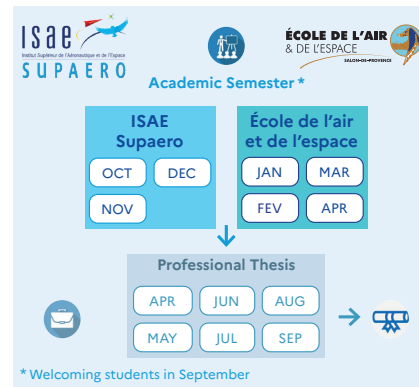 isae
Institut Supérieur de l'Aéronautique et de l'Espace
SUPAERO
ÉCOLE DE L'AIR
& DE L'ESPACE
SALON-DE-PROVENCE
Academic Semester *
ISAE
Supaero
OCT DEC
NOV
École de l'air
et de l'espace
JAN MAR
FEV APR
Professional Thesis
APR JUN AUG
MAY JUL SEP
* Welcoming students in September